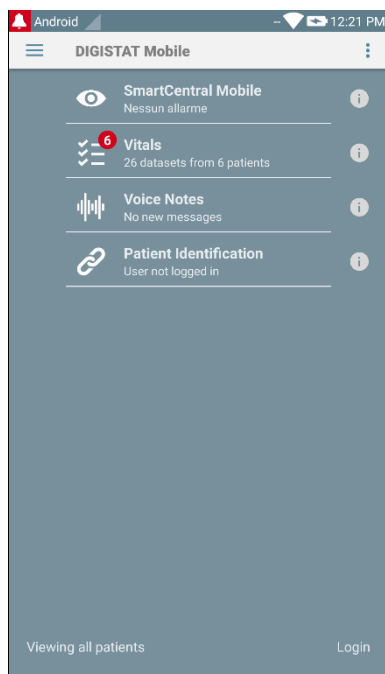 Android
12:21 PM
DIGISTAT Mobile
SmartCentral Mobile
Nessun allarme
6
Vitals
26 datasets from 6 patients
Voice Notes
No new messages
Patient Identification
User not logged in
Viewing all patients
Login